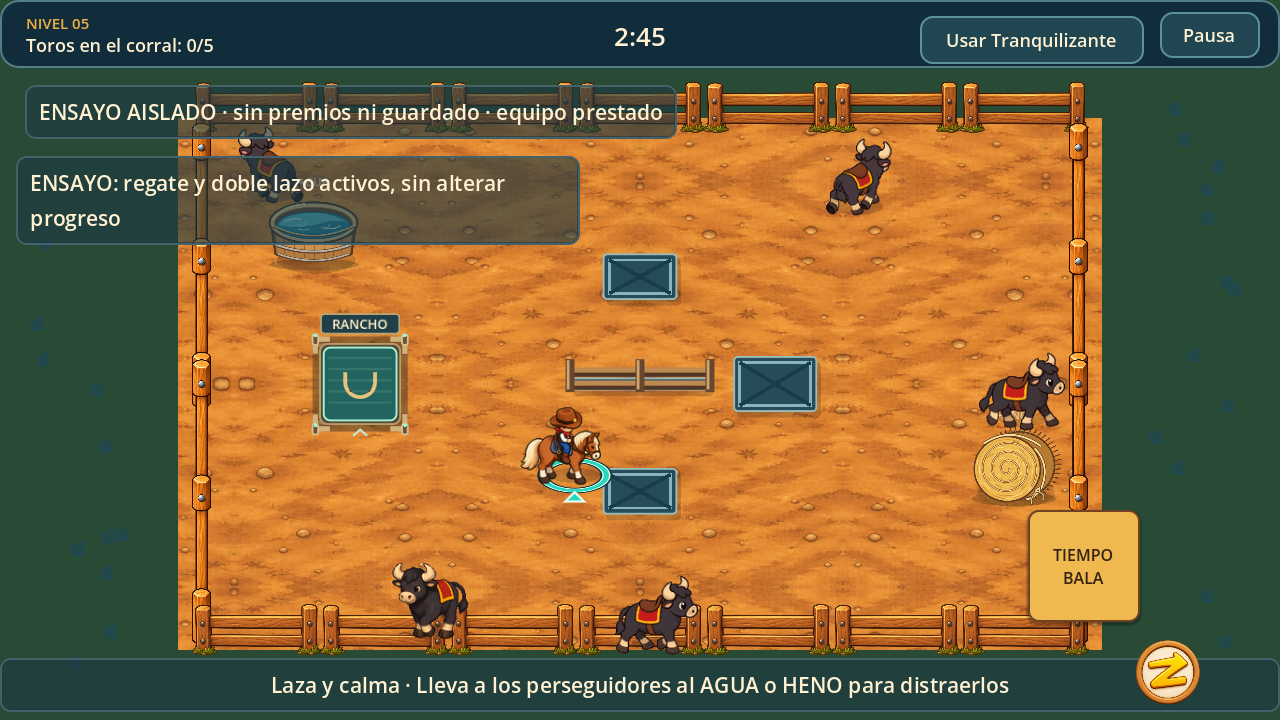 NIVEL 05
Toros en el corral: 0/5
2:45
Usar Tranquilizante
Pausa
ENSAYO AISLADO · sin premios ni guardado · equipo prestado
ENSAYO: regate y doble lazo activos, sin alterar
progreso
RANCHO
TIEMPO
BALA
Laza y calma · Lleva a los perseguidores al AGUA o HENO para distraerlos